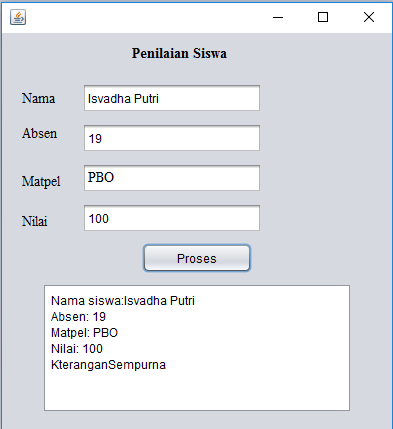 Penilaian Siswa
Nama Isvadha Putri
Absen 19
Matpel PBO
Nilai 100
Proses
Nama siswa:Isvadha Putri
Absen: 19
Matpel: PBO
Nilai: 100
KteranganSempurna